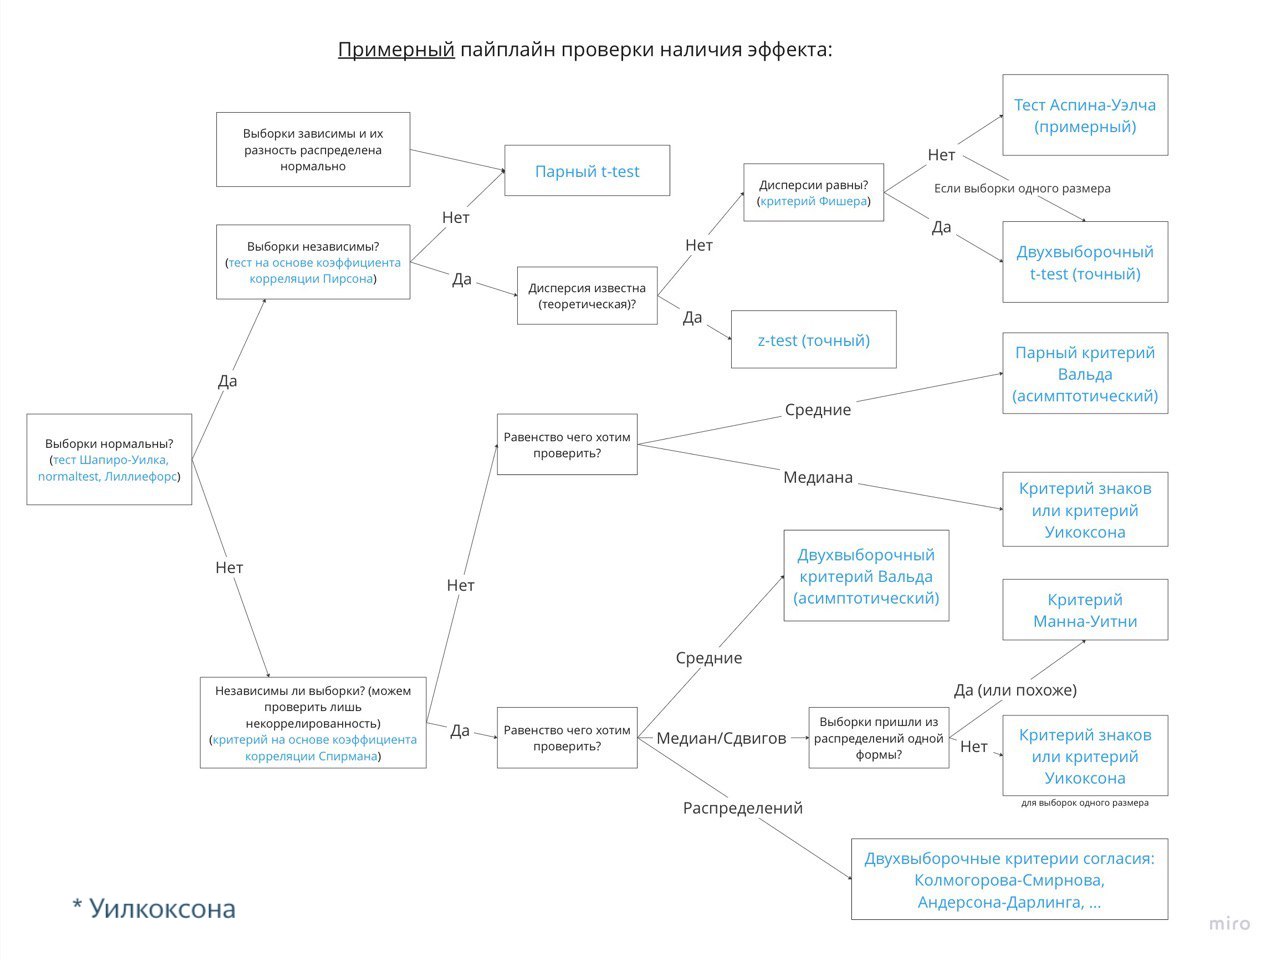 Примерный пайплайн проверки наличия эффекта:
Выборки зависимы и их
разность распределена
нормально
Парный t-test
Тест Аспина-Уэлча
(примерный)
Нет
Если выборки одного размера
Дисперсии равны?
(критерий Фишера)
Да
Двухвыборочный
t-test (точный)
Нет
Выборки независимы?
(тест на основе коэффициента
корреляции Пирсона)
Да
Нет
Дисперсия известна
(теоретическая)?
Да
z-test (точный)
Парный критерий
Вальда
(асимптотический)
Да
Средние
Выборки нормальны?
(тест Шапиро-Уилка,
normaltest, Лиллиефорс)
Равенство чего хотим
проверить?
Медиана
Критерий знаков
или критерий
Уикоксона
Нет
Нет
Двухвыборочный
критерий Вальда
(асимптотический)
Критерий
Манна-Уитни
Средние
Да (или похоже)
Независимы ли выборки? (можем
проверить лишь
некоррелированность)
(критерий на основе коэффициента
корреляции Спирмана)
Да
Равенство чего хотим
проверить?
Медиан/Сдвигов
Выборки пришли из
распределений одной
формы?
Нет
Критерий знаков
или критерий
Уикоксона
для выборок одного размера
Распределений
Двухвыборочные критерии согласия:
Колмогорова-Смирнова,
Андерсона-Дарлинга, ...
* Уилкоксона
miro